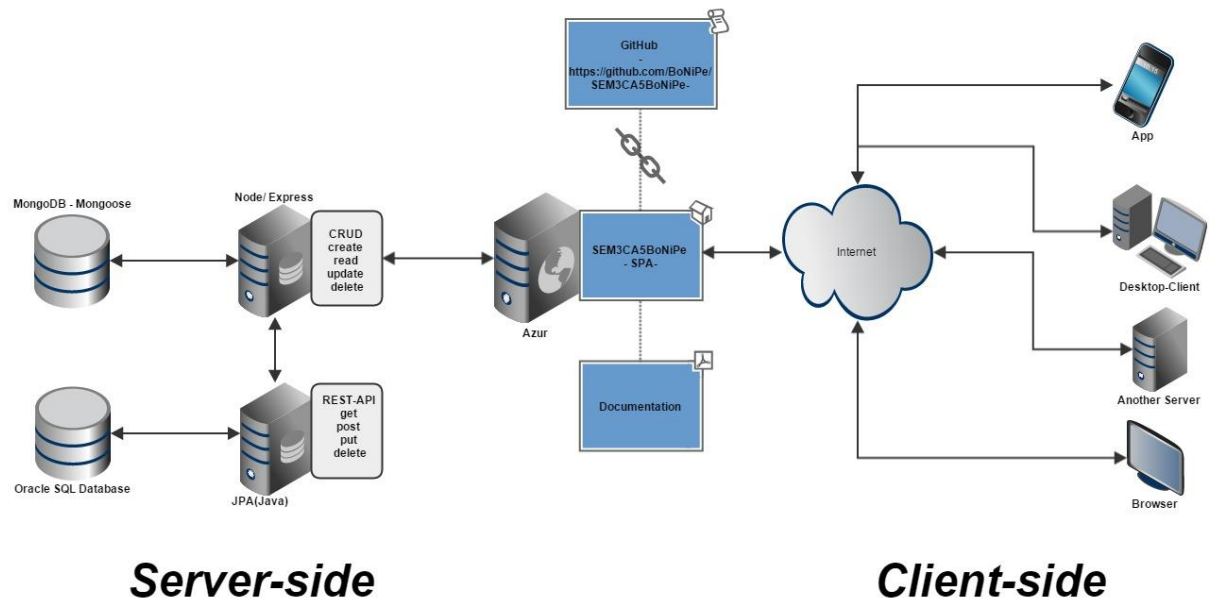 GitHub
-
https://github.com/BoNiPe/
SEM3CA5BoNiPe-
App
MongoDB - Mongoose
Node/ Express
CRUD
create
read
update
delete
SEM3CA5BoNiPe
- SPA-
Azur
Internet
Desktop-Client
Oracle SQL Database
JPA(Java)
REST-API
get
post
put
delete
Documentation
Another Server
Browser
Server-side
Client-side